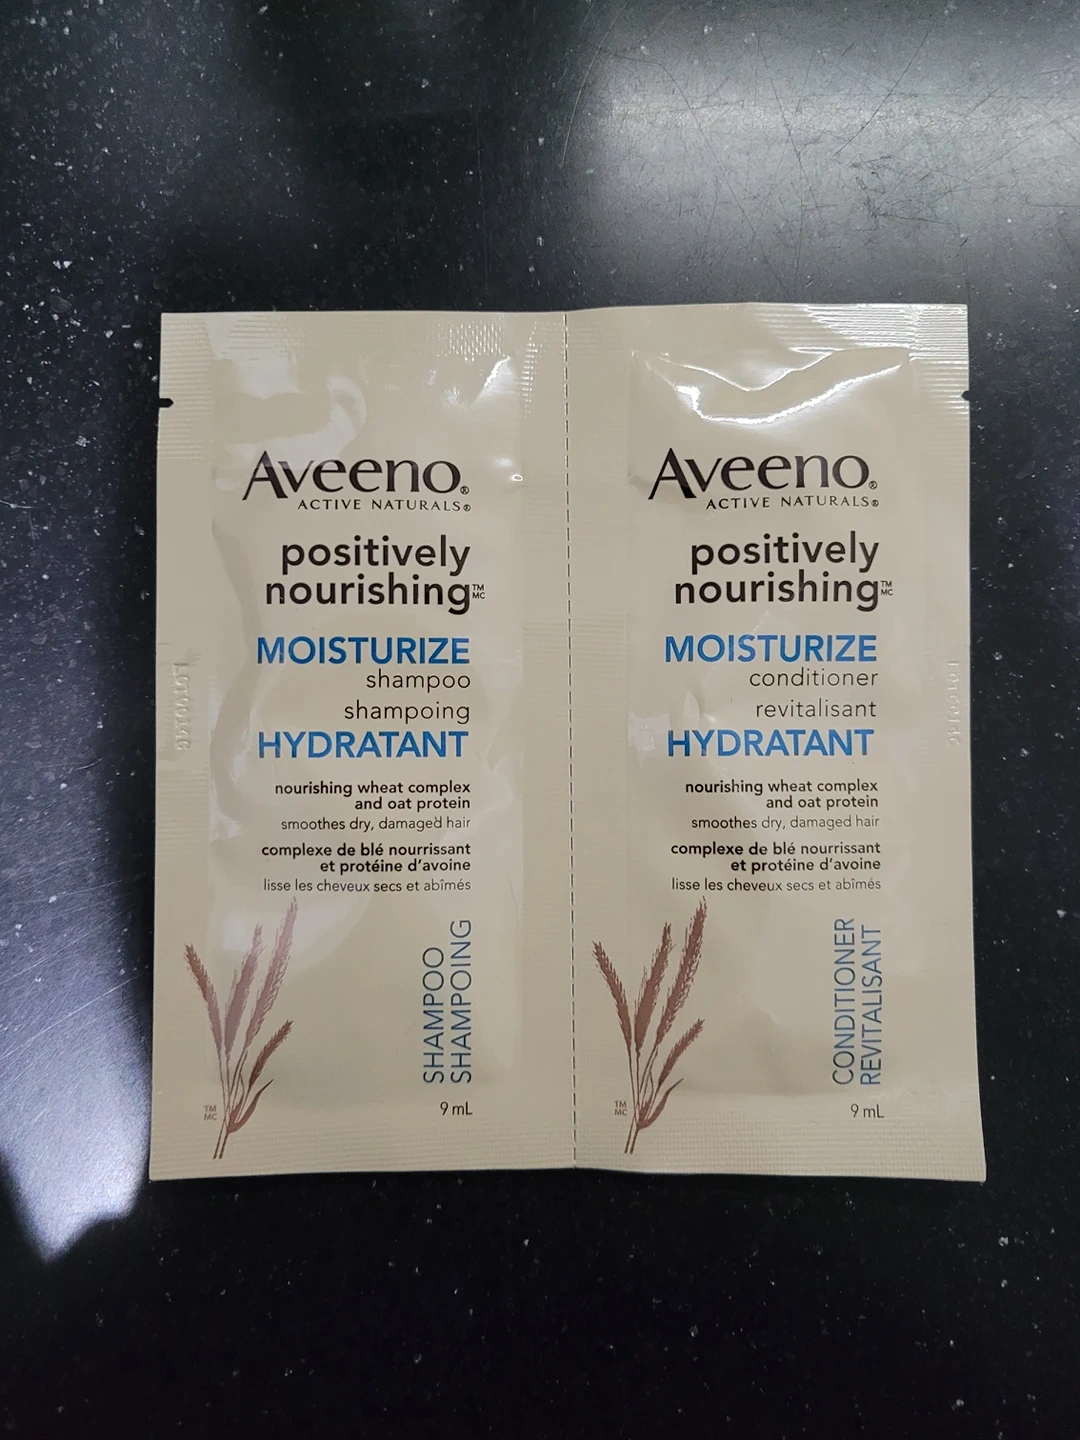 Aveeno®
ACTIVE NATURALS®
positively
nourishing™ MC
MOISTURIZE
shampoo
shampoing
HYDRATANT
nourishing wheat complex
and oat protein
smoothes dry, damaged hair
complexe de blé nourrissant
et protéine d'avoine
lisse les cheveux secs et abîmés
SHAMPOO
SHAMPOING
TM
MC
9 mL
Aveeno®
ACTIVE NATURALS®
positively
nourishing™ MC
MOISTURIZE
conditioner
revitalisant
HYDRATANT
nourishing wheat complex
and oat protein
smoothes dry, damaged hair
complexe de blé nourrissant
et protéine d'avoine
lisse les cheveux secs et abîmés
CONDITIONER
REVITALISANT
TM
MC
9 mL